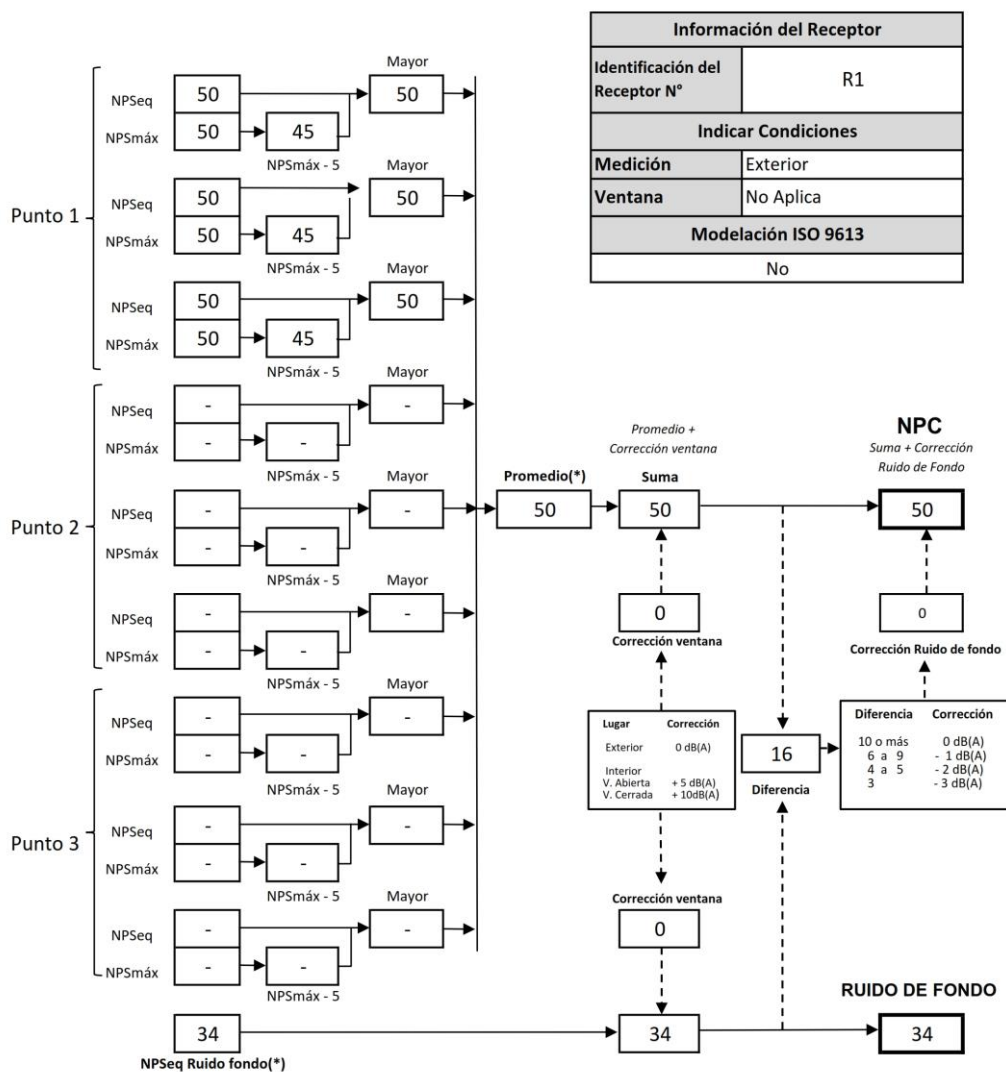 Información del Receptor
Identificación del Receptor N° R1
Indicar Condiciones
Medición Exterior
Ventana No Aplica
Modelación ISO 9613
No
Punto 1
Mayor
NPSeq 50 50
NPSmáx 50 45
NPSmáx - 5
Mayor
NPSeq 50 50
NPSmáx 50 45
NPSmáx - 5
Mayor
NPSeq 50 50
NPSmáx 50 45
NPSmáx - 5
Punto 2
Mayor
NPSeq - -
NPSmáx - -
NPSmáx - 5
Mayor
NPSeq - -
NPSmáx - -
NPSmáx - 5
Mayor
NPSeq - -
NPSmáx - -
NPSmáx - 5
Punto 3
Mayor
NPSeq - -
NPSmáx - -
NPSmáx - 5
Mayor
NPSeq - -
NPSmáx - -
NPSmáx - 5
Mayor
NPSeq - -
NPSmáx - -
NPSmáx - 5
Promedio(*)
50
Promedio +
Corrección ventana
Suma
50
0
Corrección ventana
Lugar Corrección
Exterior 0 dB(A)
Interior
V. Abierta + 5 dB(A)
V. Cerrada + 10dB(A)
Corrección ventana
0
16
Diferencia
NPC
Suma + Corrección
Ruido de Fondo
50
0
Corrección Ruido de fondo
Diferencia Corrección
10 o más 0 dB(A)
6 a 9 - 1 dB(A)
4 a 5 - 2 dB(A)
3 - 3 dB(A)
RUIDO DE FONDO
34 34 34
NPSeq Ruido fondo(*)